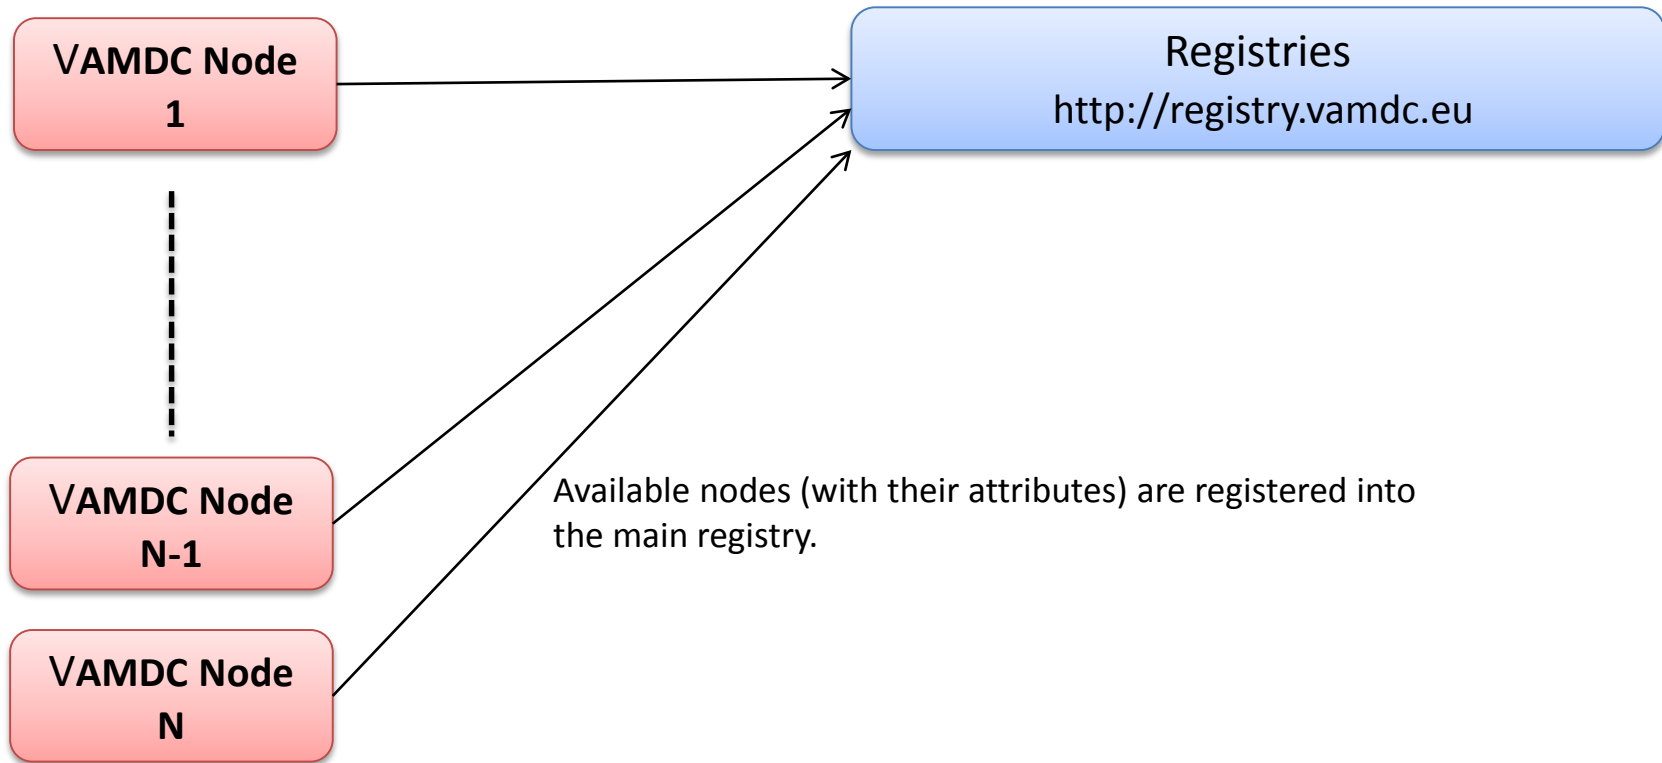 VAMDC Node
1
Registries
http://registry.vamdc.eu
VAMDC Node
N-1
Available nodes (with their attributes) are registered into
the main registry.
VAMDC Node
N